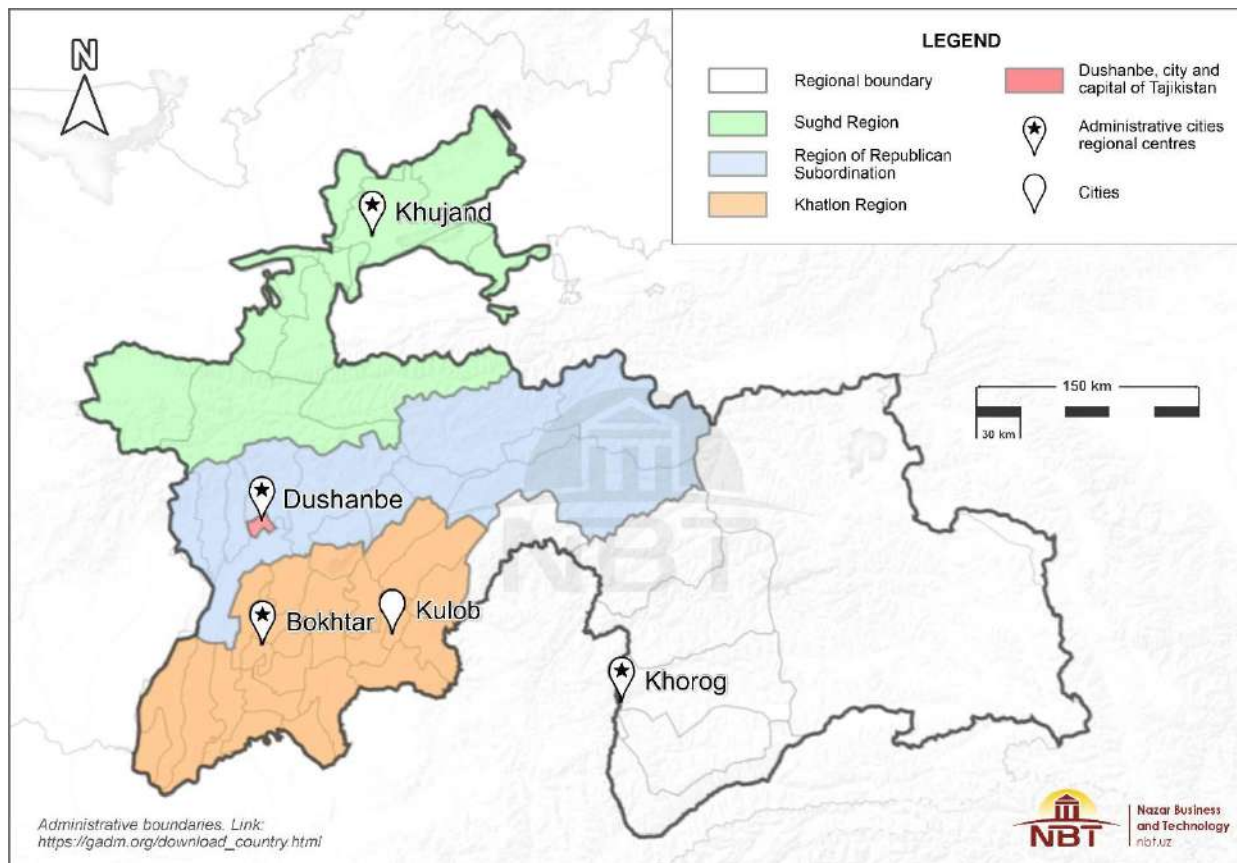 N
LEGEND
Regional boundary
Sughd Region
Region of Republican
Subordination
Khatlon Region
Dushanbe, city and
capital of Tajikistan
Administrative cities
regional centres
Cities
Khujand
150 km
30 km
Dushanbe
NBT
Bokhtar
Kulob
Khorog
Administrative boundaries. Link:
https://gadm.org/download_country.html
NBT
Nazar Business
and Technology
nbt.uz